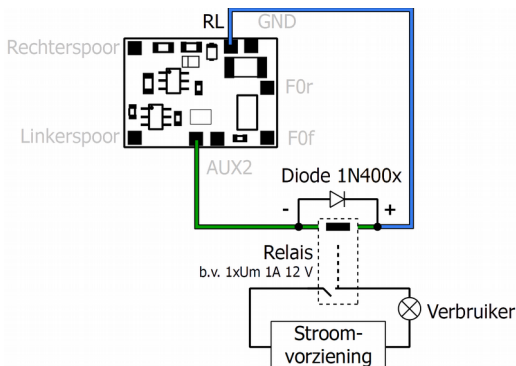 RL GND
Rechterspoor
F0r
Linkerspoor
F0f
AUX2
Diode 1N400x
- +
Relais
b.v. 1xUm 1A 12 V
Verbruiker
Stroom-
vorziening